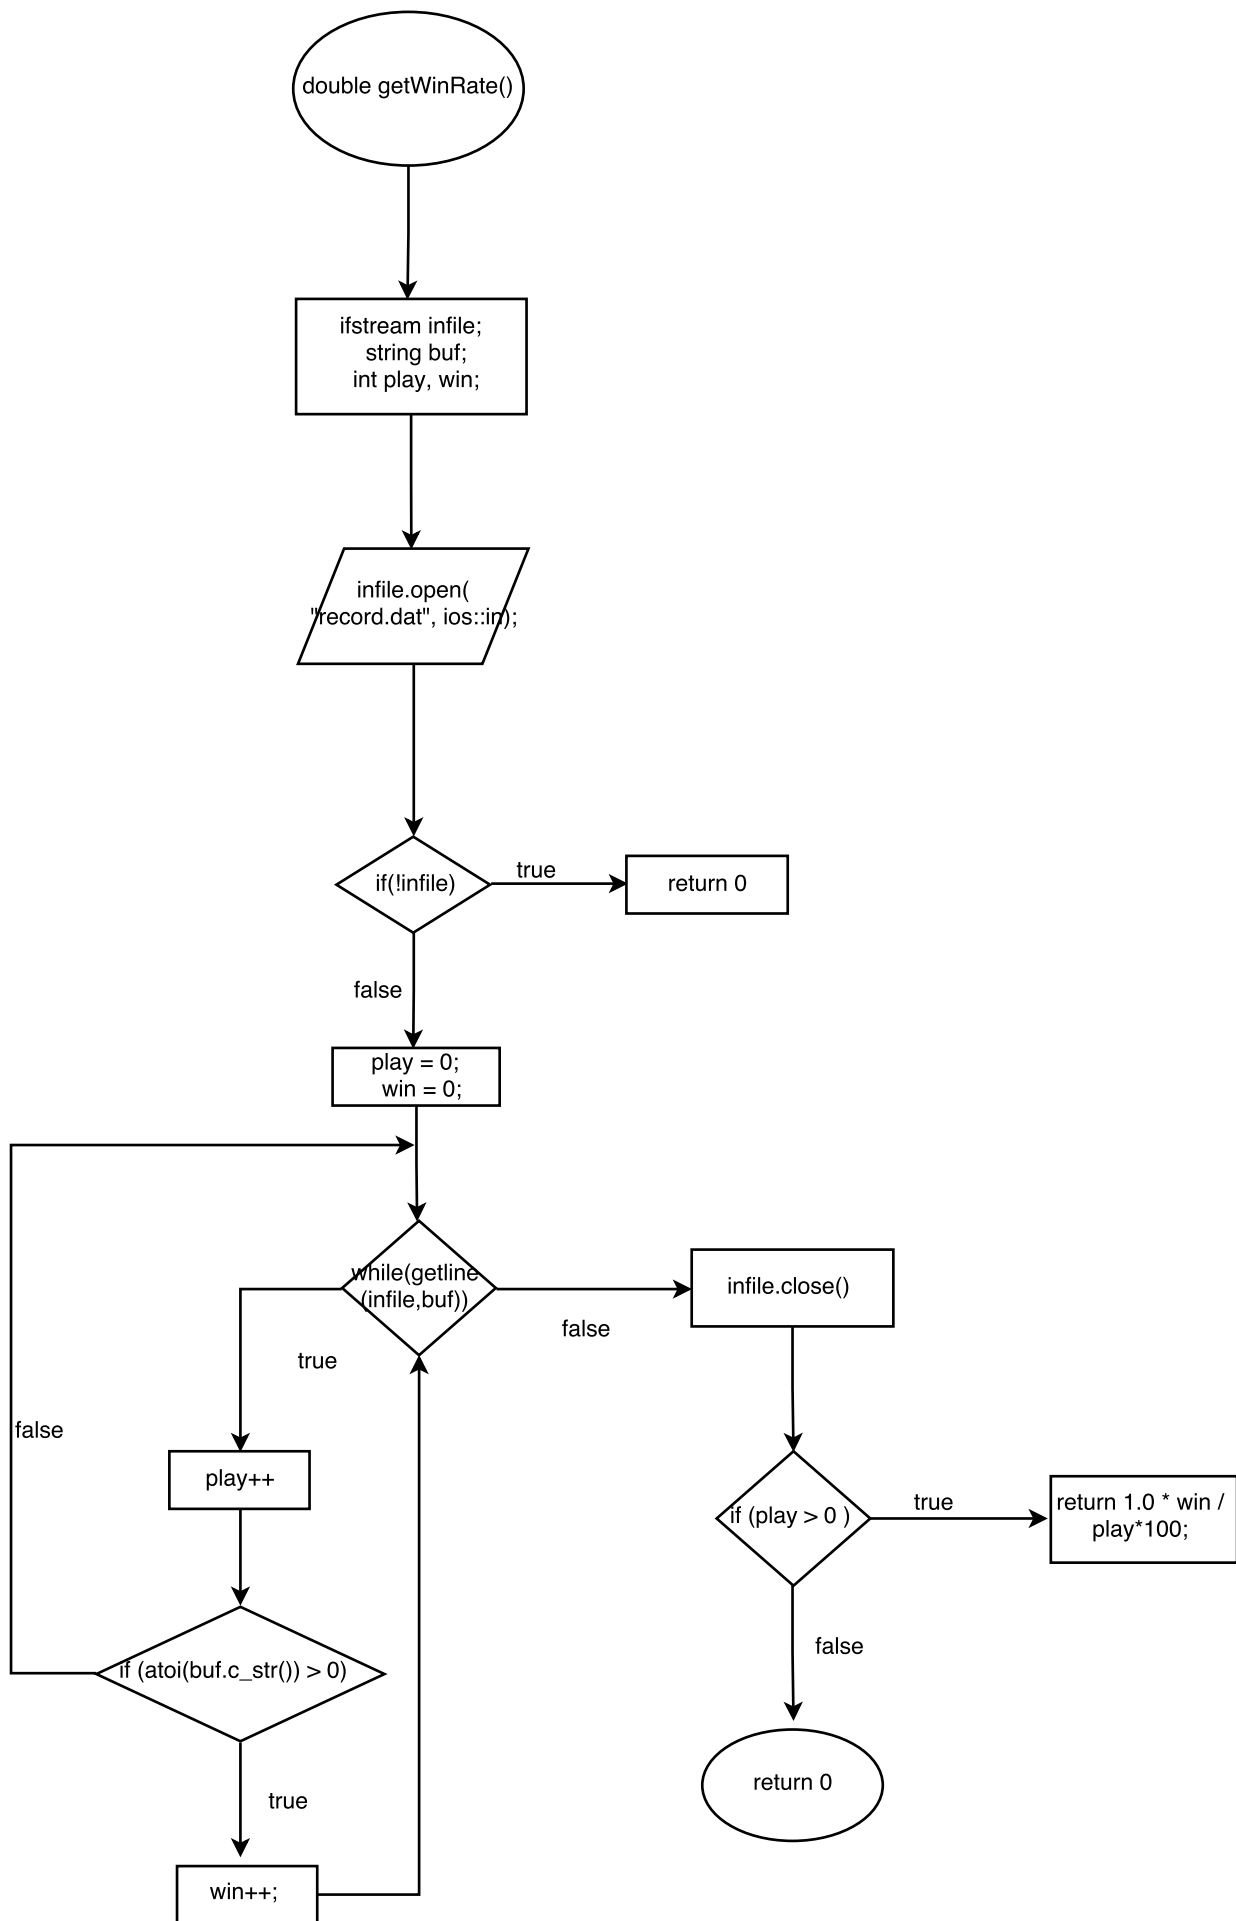 double getWinRate()
ifstream infile;
string buf;
int play, win;
infile.open(
"record.dat", ios::in);
if(!infile)
true
return 0
false
play = 0;
win = 0;
while(getline
(infile,buf))
false
infile.close()
true
false
play++
if (play > 0 )
true
return 1.0 * win /
play*100;
if (atoi(buf.c_str()) > 0)
false
true
return 0
win++;